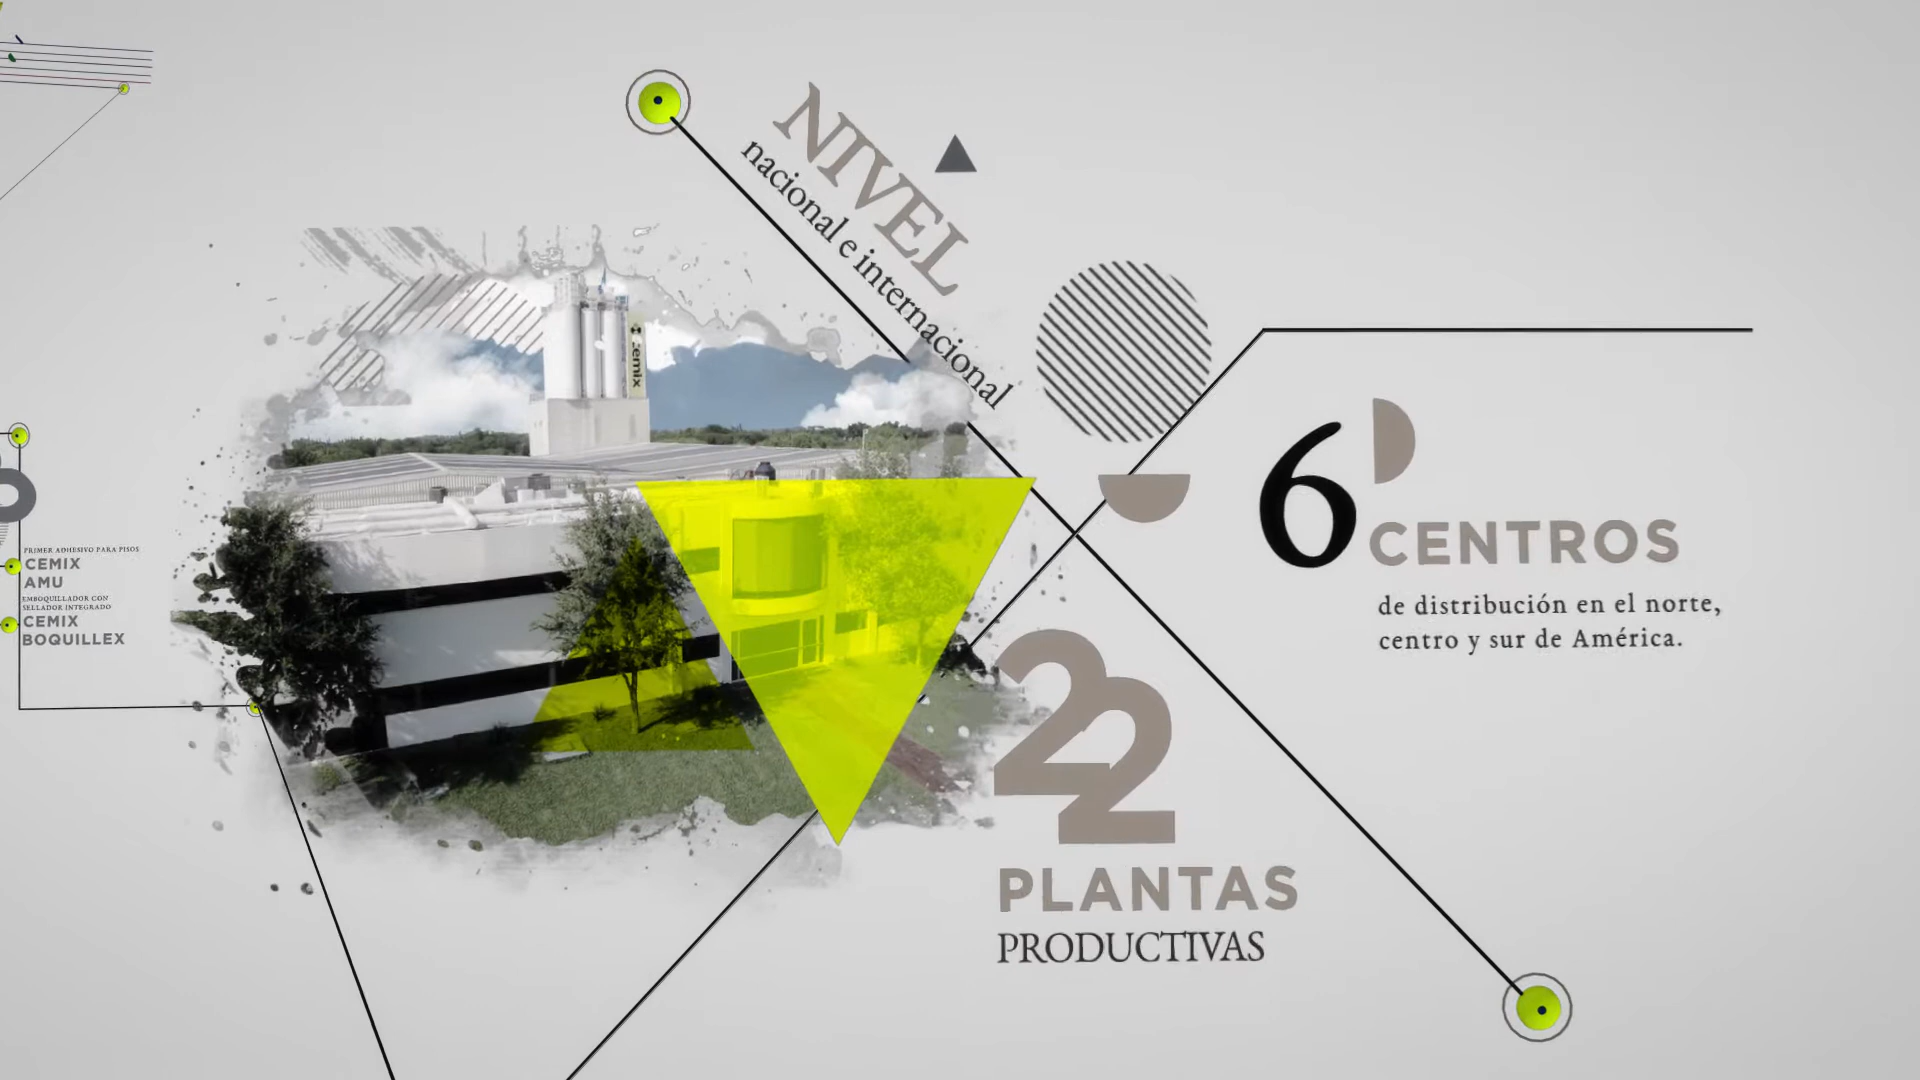 NIVEL
nacional e internacional
cemix
6
CENTROS
de distribución en el norte,
centro y sur de América.
22
PLANTAS
PRODUCTIVAS
PRIMER ADHESIVO PARA PISOS
CEMIX
AMU
EMBOQUILLADOR CON
SELLADOR INTEGRADO
CEMIX
BOQUILLEX